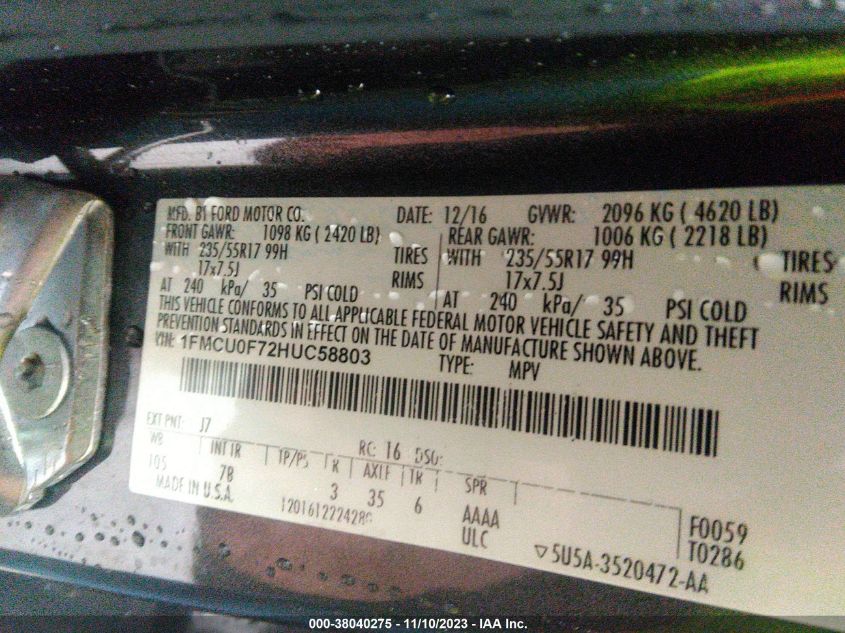 MFD. BY FORD MOTOR CO. DATE: 12/16 GVWR: 2096 KG ( 4620 LB)
FRONT GAWR: 1098 KG ( 2420 LB) REAR GAWR: 1006 KG ( 2218 LB)
WITH 235/55R17 99H TIRES WITH 235/55R17 99H TIRES
17x7.5J RIMS 17x7.5J RIMS
AT 240 kPa/ 35 PSI COLD AT 240 kPa/ 35 PSI COLD
THIS VEHICLE CONFORMS TO ALL APPLICABLE FEDERAL MOTOR VEHICLE SAFETY AND THEFT
PREVENTION STANDARDS IN EFFECT ON THE DATE OF MANUFACTURE SHOWN ABOVE.
VIN: 1FMCU0F72HUC58803 TYPE: MPV
EXT PNT: J7 RC: 16 DSO:
WB INT TR TP/PS R AXLE TR SPR
105 7B 3 35 6 AAAA F0059
MADE IN U.S.A. ULC T0286
▽5U5A-3520472-AA
000-38040275 - 11/10/2023 - IAA Inc.